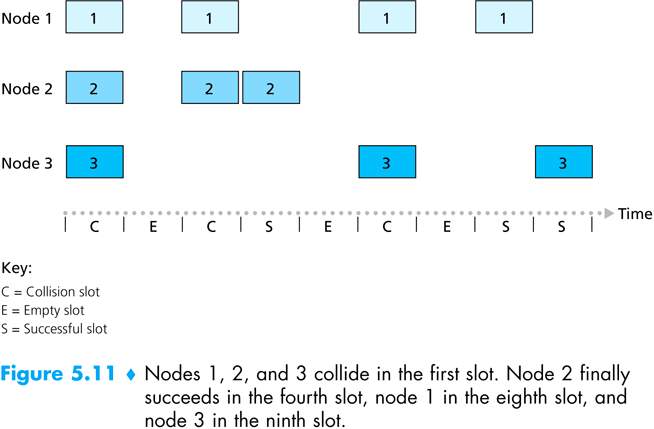 Node 1 1 1 1 1
Node 2 2 2 2
Node 3 3 3 3
Time
C E C S E C E S S
Key:
C = Collision slot
E = Empty slot
S = Successful slot
Figure 5.11 ♦ Nodes 1, 2, and 3 collide in the first slot. Node 2 finally
succeeds in the fourth slot, node 1 in the eighth slot, and
node 3 in the ninth slot.